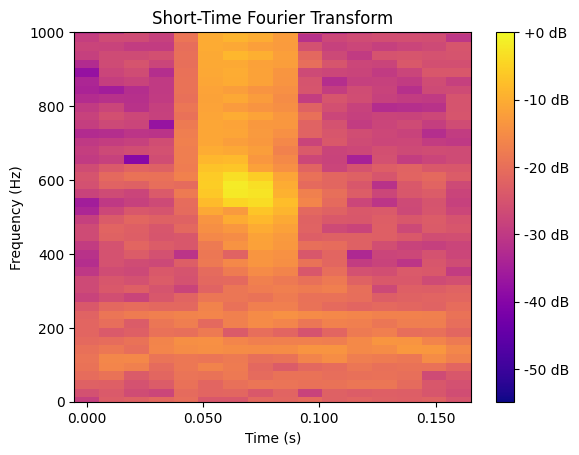 Short-Time Fourier Transform
1000
800
600
400
200
0
Frequency (Hz)
0.000
0.050
0.100
0.150
Time (s)
+0 dB
-10 dB
-20 dB
-30 dB
-40 dB
-50 dB